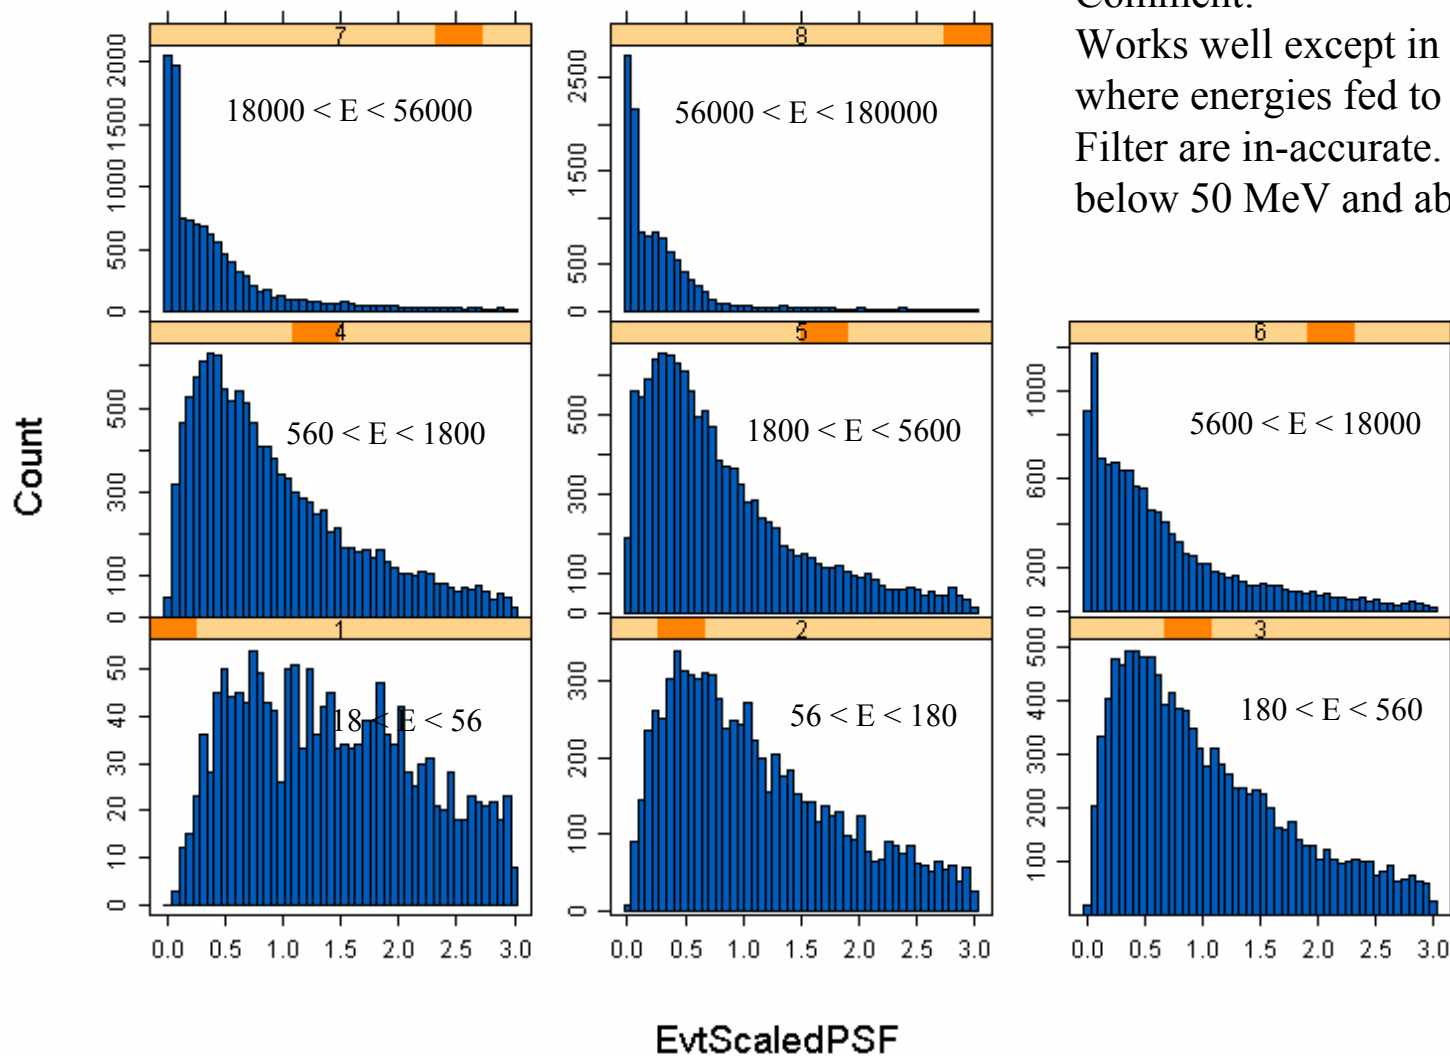 Comment:
Works well except in
where energies fed to
Filter are in-accurate.
below 50 MeV and ab
7
18000 < E < 56000
0 500 1000 1500 2000
8
56000 < E < 180000
0 500 1500 2500
4
560 < E < 1800
0 100 300 500
5
1800 < E < 5600
0 100 300 500
6
5600 < E < 18000
0 200 600 1000
Count
1
18 < E < 56
0 10 20 30 40 50
2
56 < E < 180
0 100 200 300
3
180 < E < 560
100 200 300 400 500
0.0 0.5 1.0 1.5 2.0 2.5 3.0
0.0 0.5 1.0 1.5 2.0 2.5 3.0
0.0 0.5 1.0 1.5 2.0 2.5 3.0
EvtScaledPSF